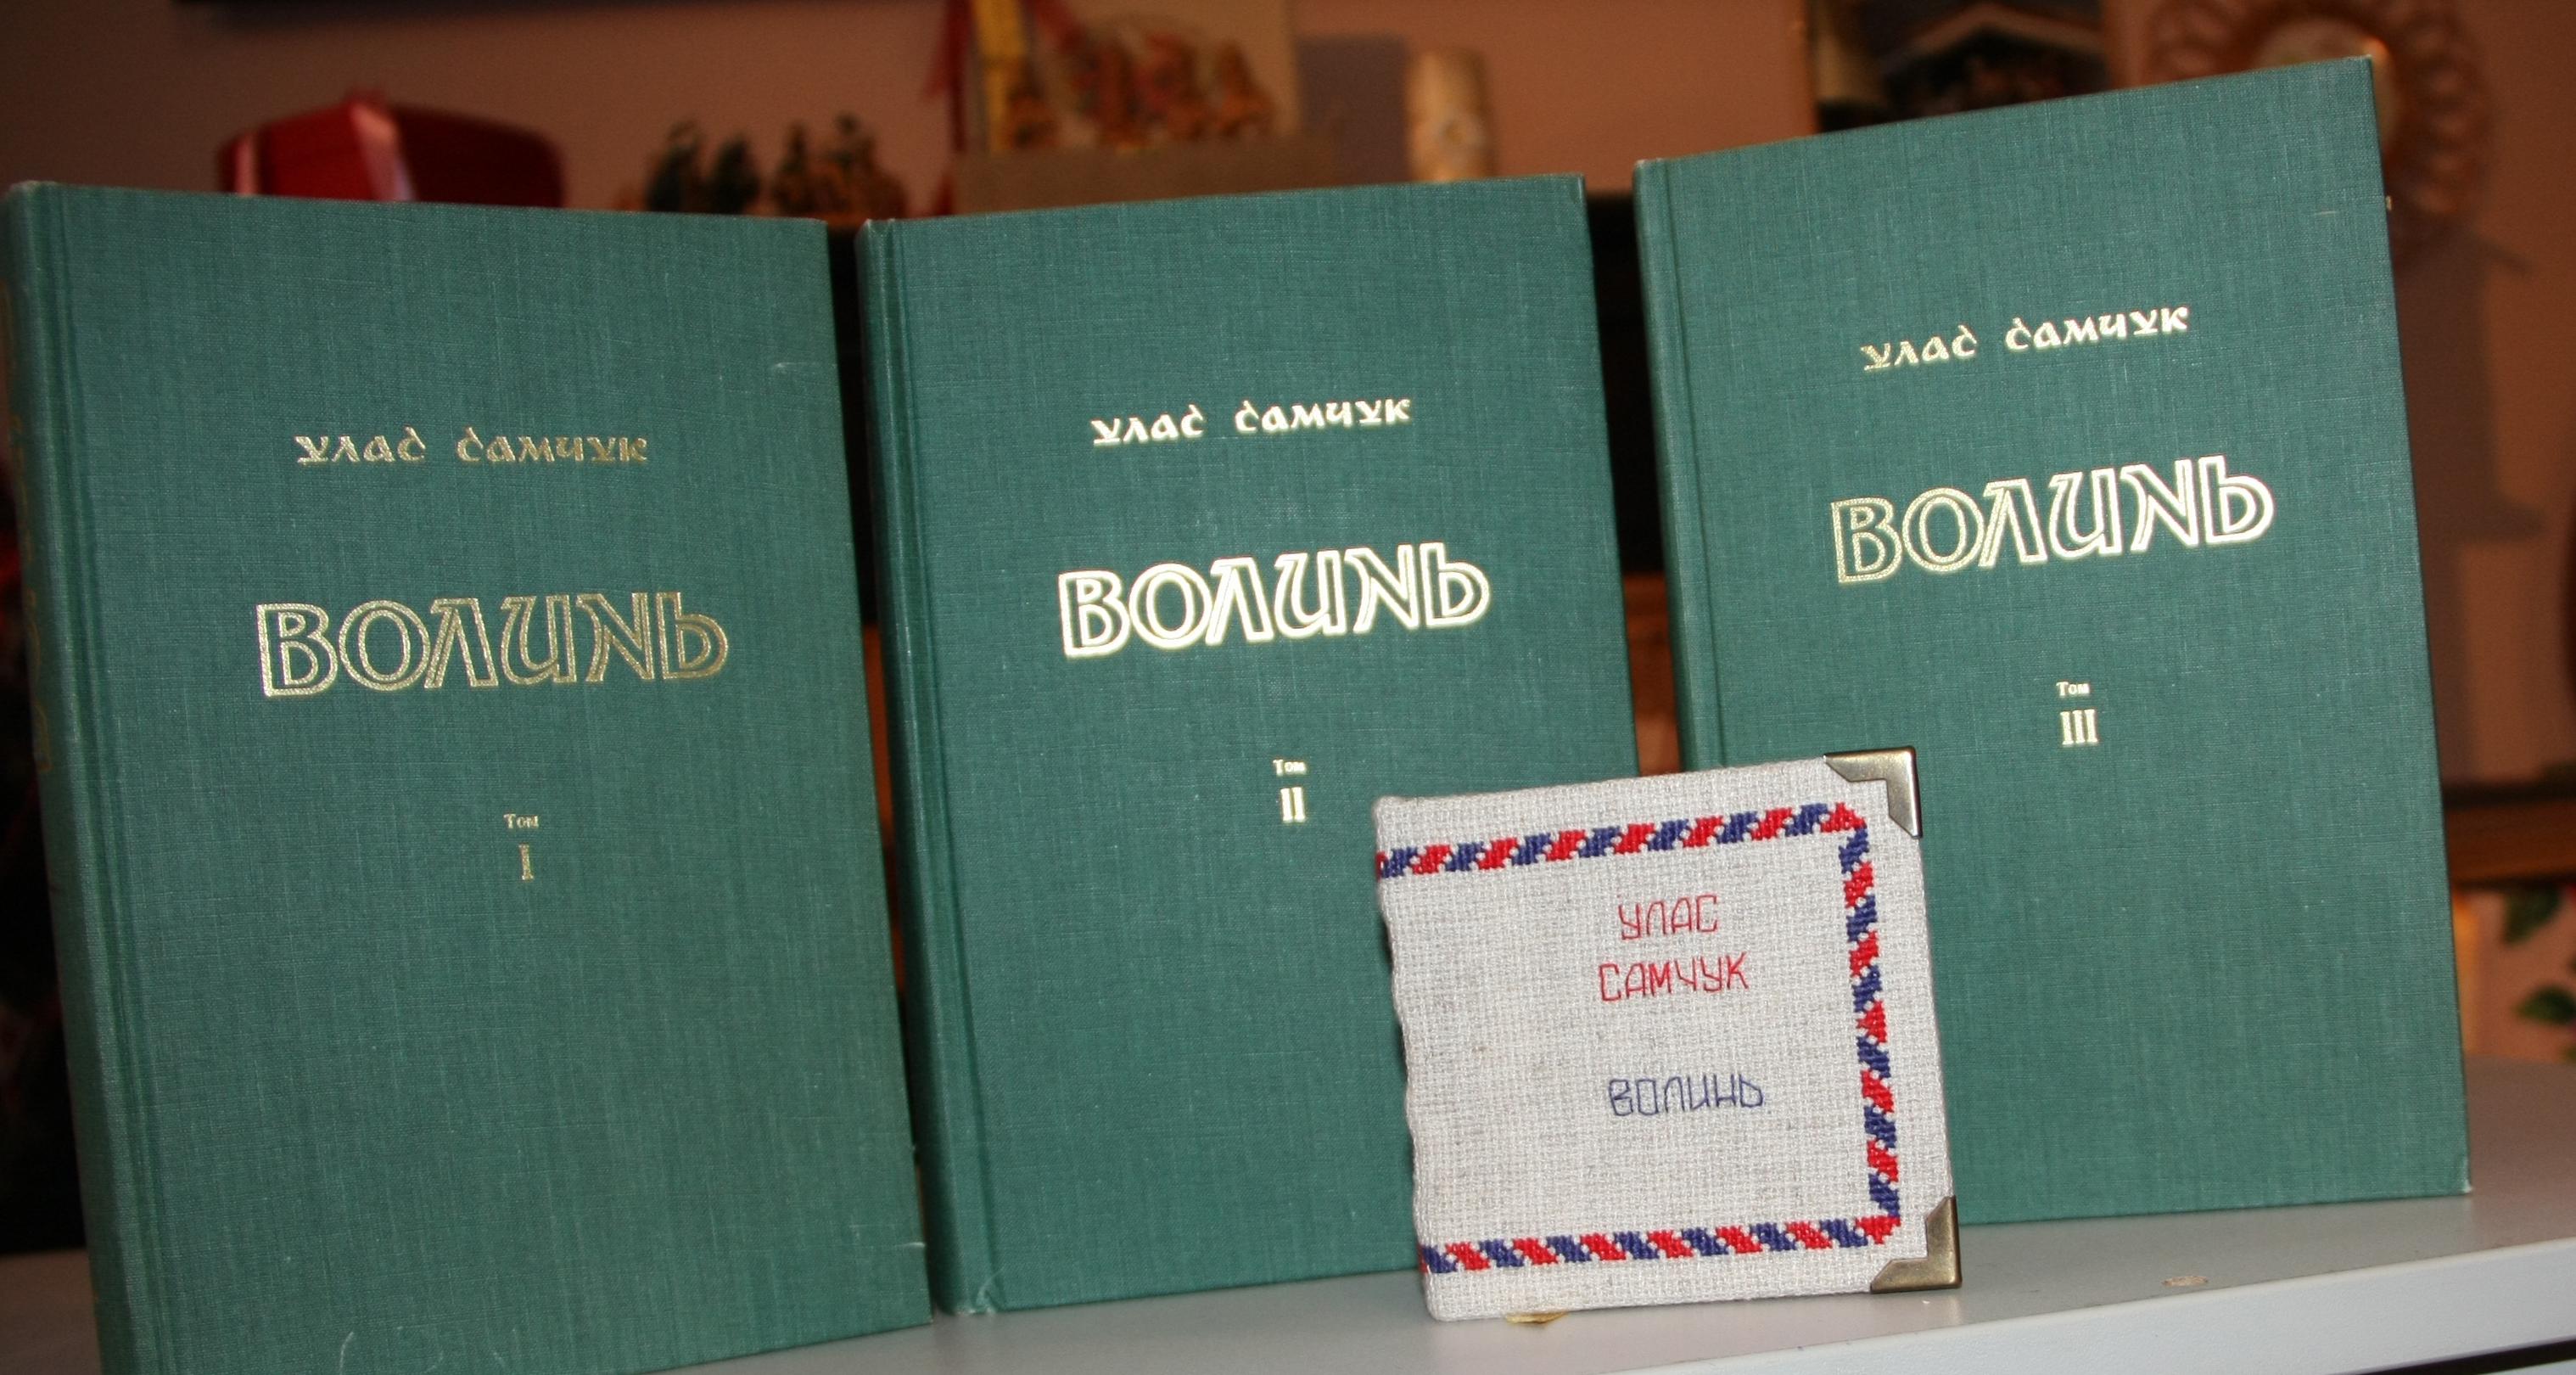 Улас Самчук
ВОЛИНЬ
Том
I
Улас Самчук
ВОЛИНЬ
Том
II
Улас Самчук
ВОЛИНЬ
Том
III
УЛАС
САМЧУК
ВОЛИНЬ